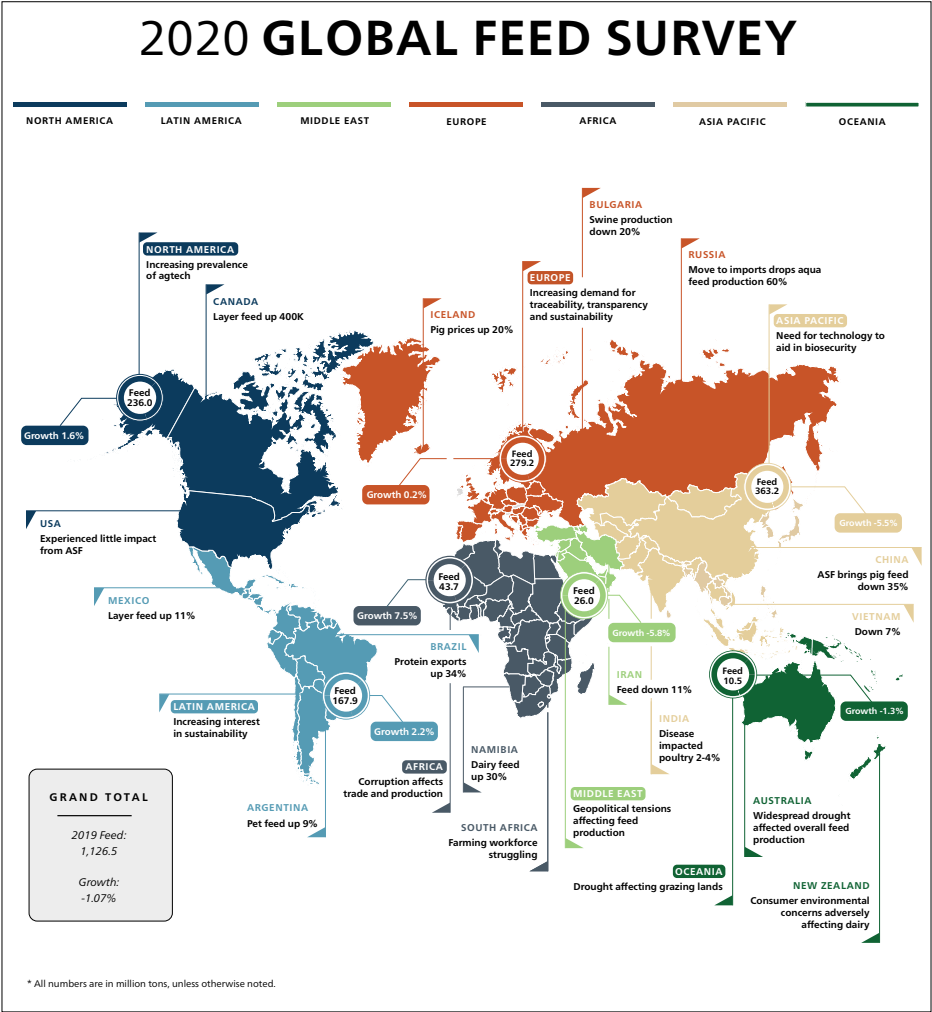 2020 GLOBAL FEED SURVEY
NORTH AMERICA
LATIN AMERICA
MIDDLE EAST
EUROPE
AFRICA
ASIA PACIFIC
OCEANIA
BULGARIA
Swine production
down 20%
NORTH AMERICA
Increasing prevalence
of agtech
RUSSIA
Move to imports drops aqua
feed production 60%
EUROPE
Increasing demand for
traceability, transparency
and sustainability
CANADA
Layer feed up 400K
ICELAND
Pig prices up 20%
ASIA PACIFIC
Need for technology to
aid in biosecurity
Feed
236.0
Growth 1.6%
Feed
279.2
Growth 0.2%
Feed
363.2
Growth -5.5%
USA
Experienced little impact
from ASF
CHINA
ASF brings pig feed
down 35%
Feed
43.7
Growth 7.5%
Feed
26.0
Growth -5.8%
MEXICO
Layer feed up 11%
VIETNAM
Down 7%
BRAZIL
Protein exports
up 34%
IRAN
Feed down 11%
Feed
10.5
Growth -1.3%
Feed
167.9
Growth 2.2%
LATIN AMERICA
Increasing interest
in sustainability
INDIA
Disease
impacted
poultry 2-4%
NAMIBIA
Dairy feed
up 30%
AFRICA
Corruption affects
trade and production
MIDDLE EAST
Geopolitical tensions
affecting feed
production
ARGENTINA
Pet feed up 9%
AUSTRALIA
Widespread drought
affected overall feed
production
SOUTH AFRICA
Farming workforce
struggling
OCEANIA
Drought affecting grazing lands
NEW ZEALAND
Consumer environmental
concerns adversely
affecting dairy
GRAND TOTAL
2019 Feed:
1,126.5
Growth:
-1.07%
* All numbers are in million tons, unless otherwise noted.